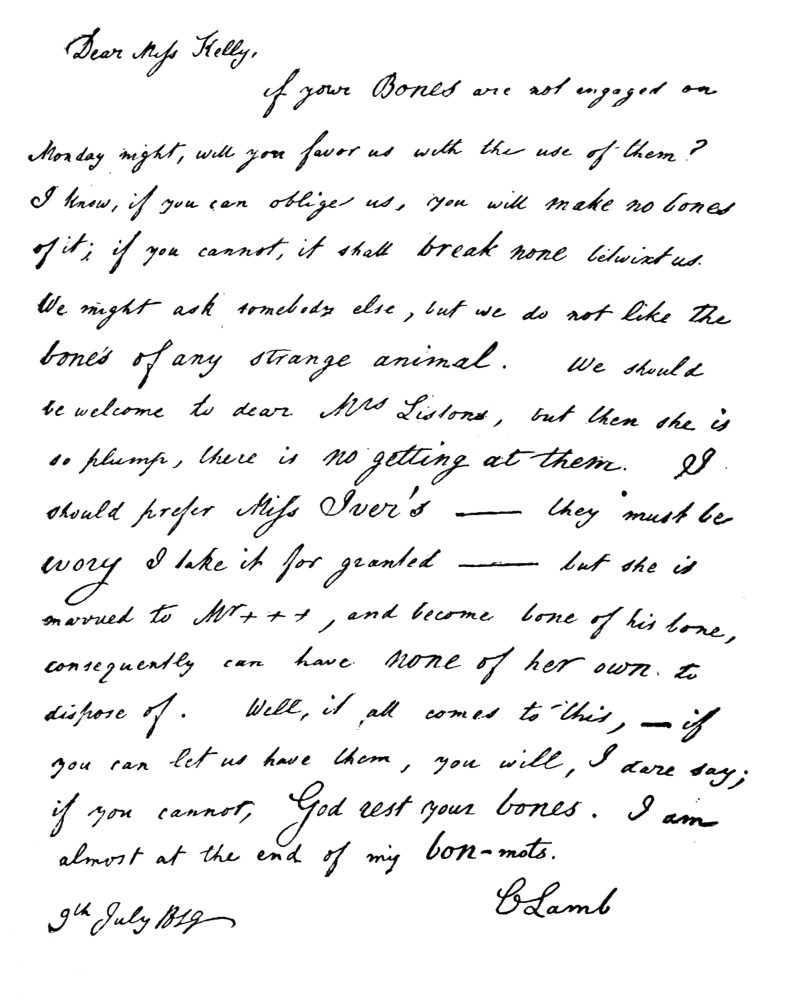 Dear Miss Kelly,
if your Bones are not engaged on
Monday night, will you favor us with the use of them?
I know, if you can oblige us, you will make no bones
of it; if you cannot, it shall break none betwixt us.
We might ask somebody else, but we do not like the
bones of any strange animal. We should
be welcome to dear Mrs Listons, but then she is
so plump, there is no getting at them. I
should prefer Miss Iver's — they must be
ivory I take it for granted — but she is
married to Mr + + +, and become bone of his bone,
consequently can have none of her own to
dispose of. Well, it all comes to this, — if
you can let us have them, you will, I dare say;
if you cannot, God rest your bones. I am
almost at the end of my bon-mots.
C Lamb
9th July 1819